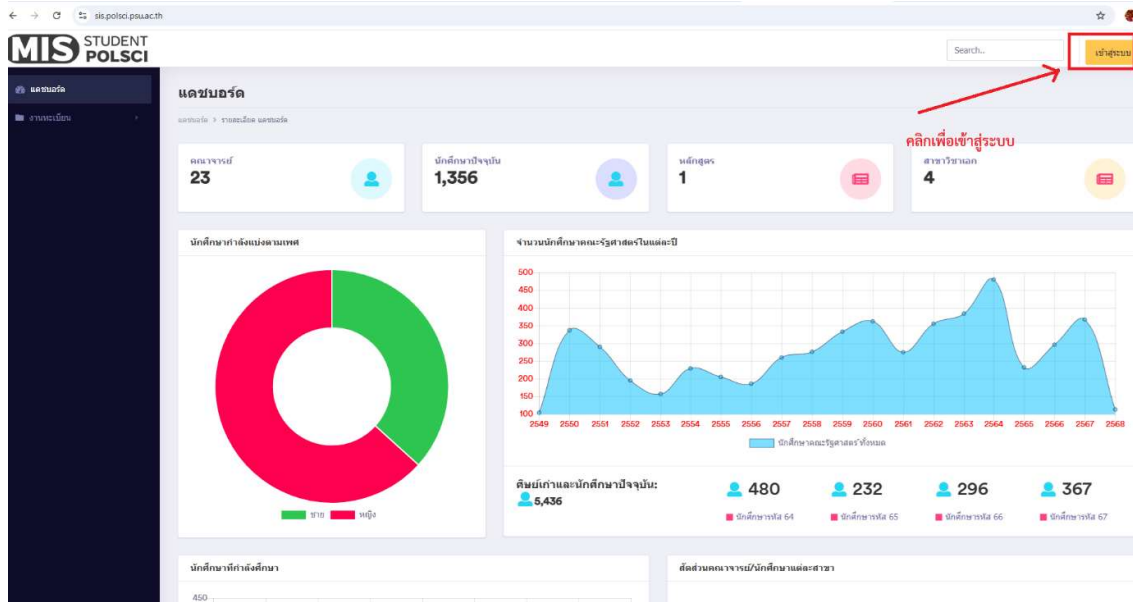 sis.polsci.psu.ac.th
MIS STUDENT POLSCI
Search..
เข้าสู่ระบบ
แดชบอร์ด
งานทะเบียน
แดชบอร์ด
แดชบอร์ด > รายละเอียด แดชบอร์ด
คลิกเพื่อเข้าสู่ระบบ
คณาจารย์
23
นักศึกษาปัจจุบัน
1,356
หลักสูตร
1
สาขาวิชาเอก
4
นักศึกษากำลังแบ่งตามเพศ
ชาย หญิง
จำนวนนักศึกษาคณะรัฐศาสตร์ในแต่ละปี
500
450
400
350
300
250
200
150
100
2549 2550 2551 2552 2553 2554 2555 2556 2557 2558 2559 2560 2561 2562 2563 2564 2565 2566 2567 2568
นักศึกษาคณะรัฐศาสตร์ทั้งหมด
ศิษย์เก่าและนักศึกษาปัจจุบัน:
5,436
480 232 296 367
นักศึกษารหัส 64 นักศึกษารหัส 65 นักศึกษารหัส 66 นักศึกษารหัส 67
นักศึกษาที่กำลังศึกษา
450
สัดส่วนคณาจารย์/นักศึกษาแต่ละสาขา